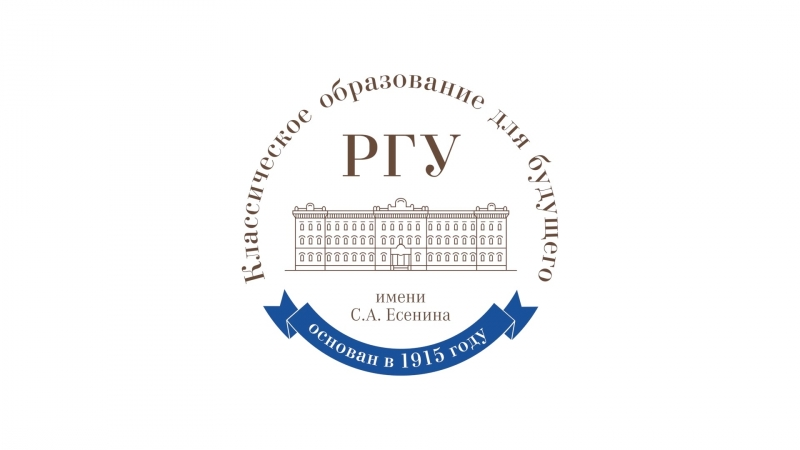 Классическое образование для будущего
РГУ
имени
С.А. Есенина
основан в 1915 году